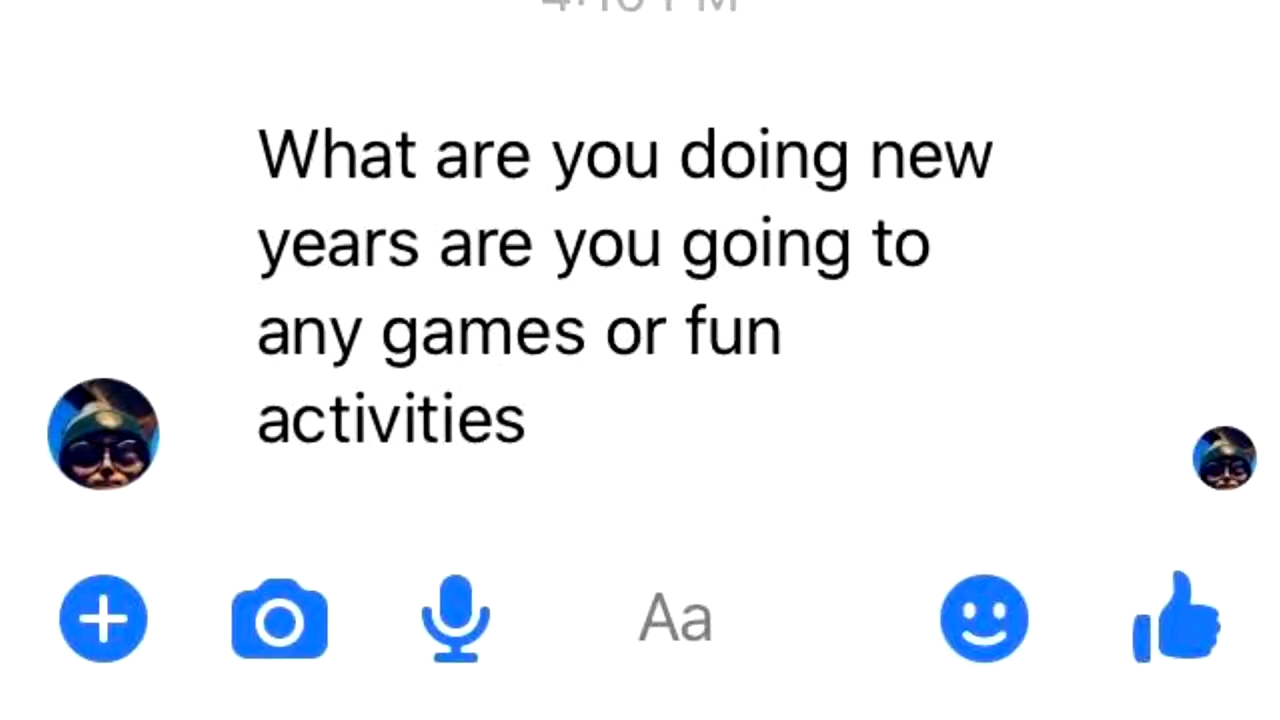 What are you doing new
years are you going to
any games or fun
activities
Aa